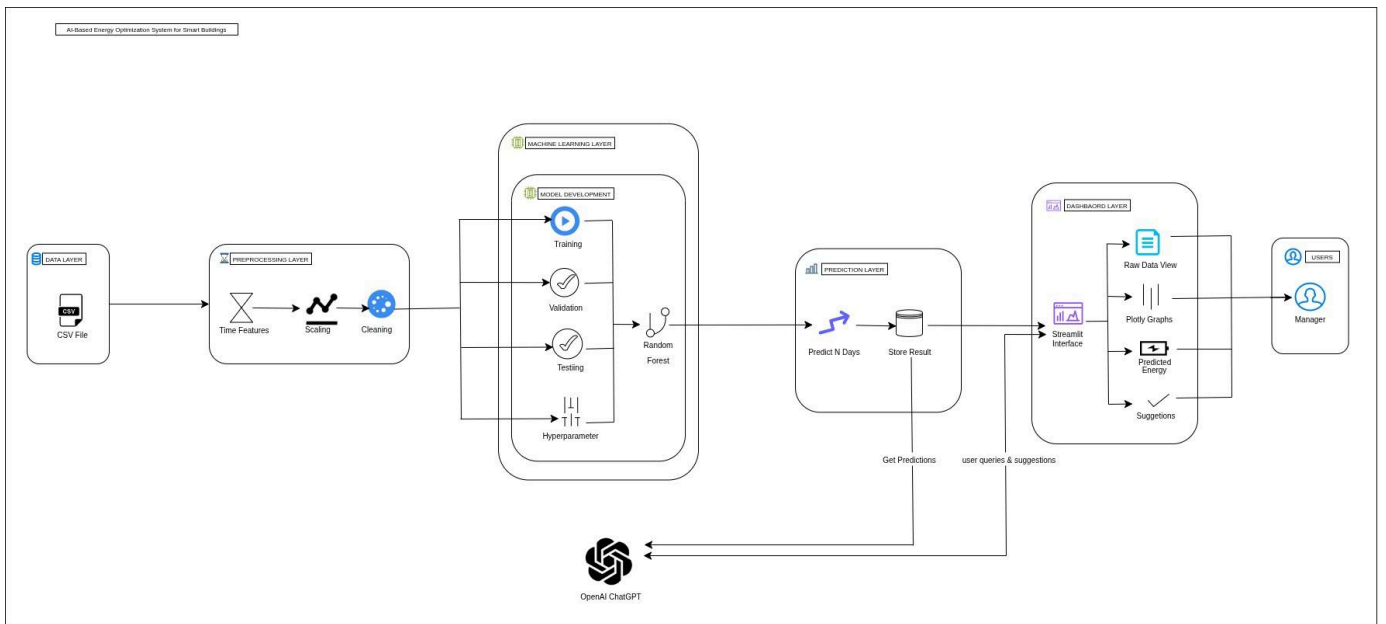 AI-Based Energy Optimization System for Smart Buildings
DATA LAYER
CSV
CSV File
PREPROCESSING LAYER
Time Features
Scaling
Cleaning
MACHINE LEARNING LAYER
MODEL DEVELOPMENT
Training
Validation
Testiing
Hyperparameter
Random
Forest
PREDICTION LAYER
Predict N Days
Store Result
Get Predictions
user queries & suggestions
OpenAI ChatGPT
DASHBAORD LAYER
Streamlit
Interface
Raw Data View
Plotly Graphs
Predicted
Energy
Suggetions
USERS
Manager